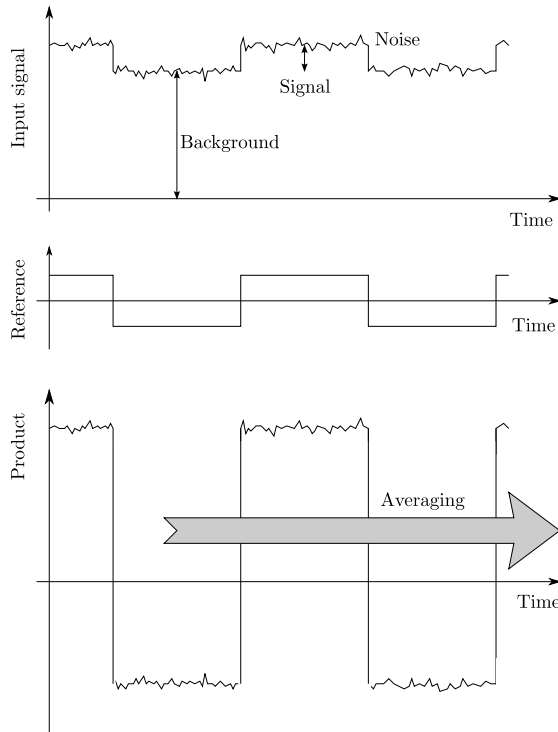 Input signal
Noise
Signal
Background
Time
Reference
Time
Product
Averaging
Time